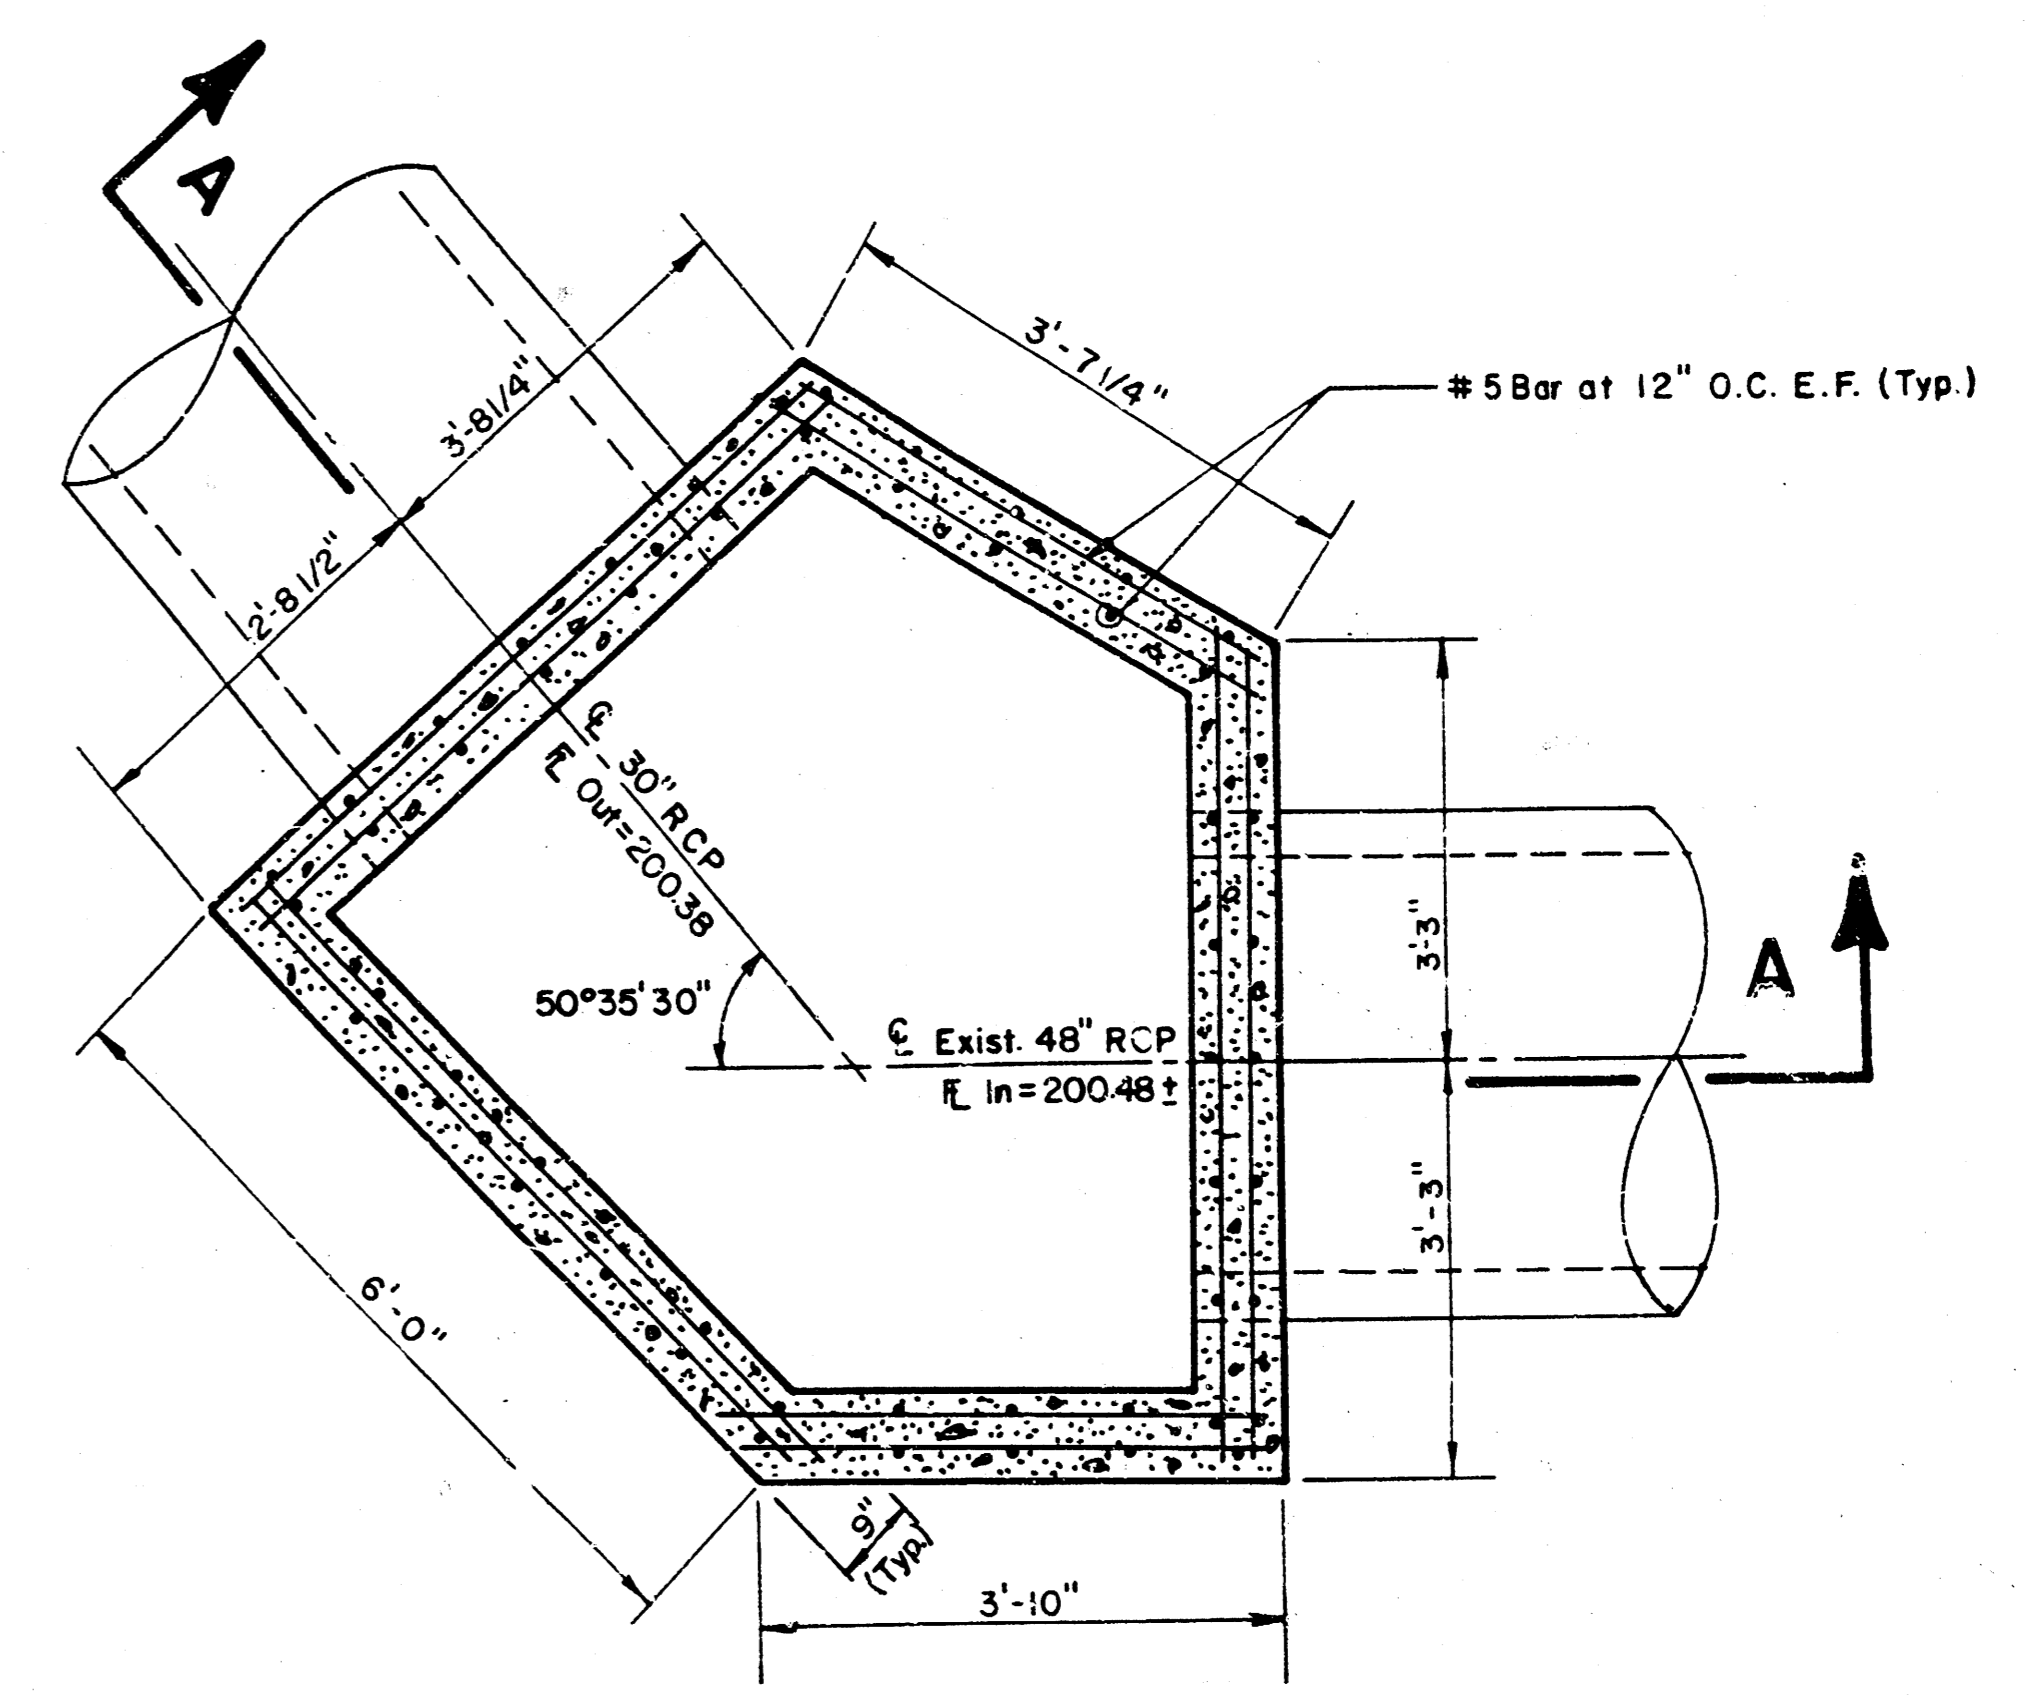 A
3'-7 1/4"
#5 Bar at 12" O.C. E.F. (Typ.)
3'-8 1/4"
2'-8 1/2"
℄ 30" RCP
FL Out=200.38
50°35'30"
℄ Exist. 48" RCP
FL In=200.48±
3'-3"
A
3'-3"
6'-0"
9"
(Typ.)
3'-10"